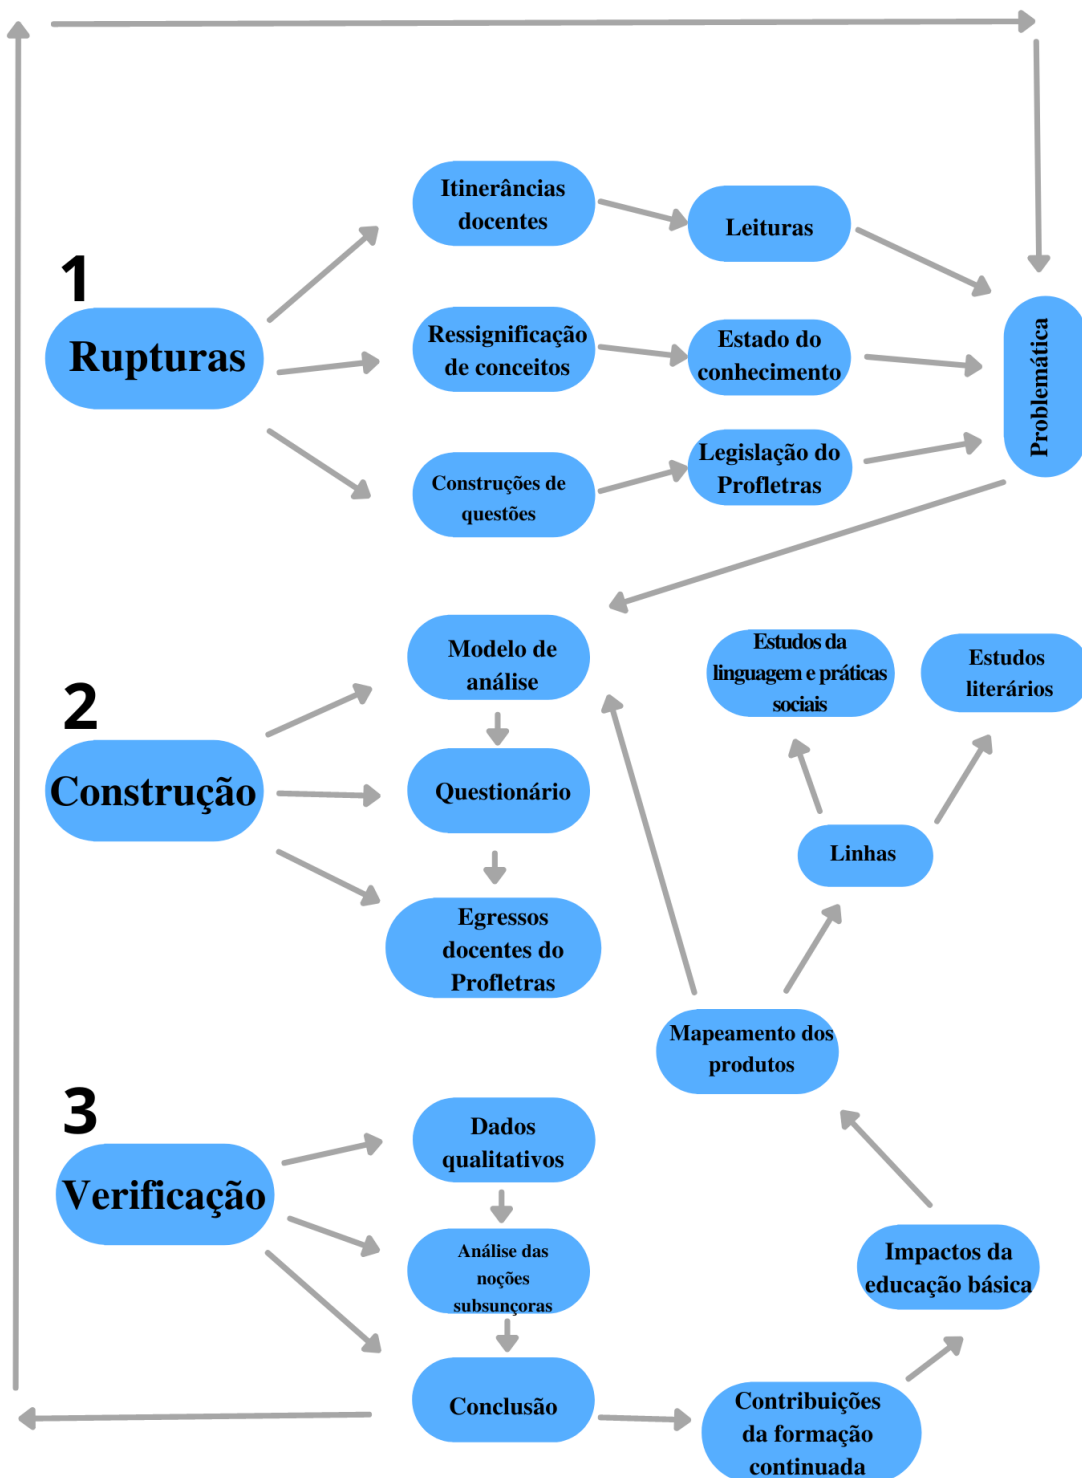 1
Rupturas
Itinerâncias
docentes
Leituras
Ressignificação
de conceitos
Estado do
conhecimento
Construções de
questões
Legislação do
Profletras
Problemática
2
Construção
Modelo de
análise
Questionário
Egressos
docentes do
Profletras
Estudos da
linguagem e práticas
sociais
Estudos
literários
Linhas
Mapeamento dos
produtos
3
Verificação
Dados
qualitativos
Análise das
noções
subsunçoras
Conclusão
Impactos da
educação básica
Contribuições
da formação
continuada